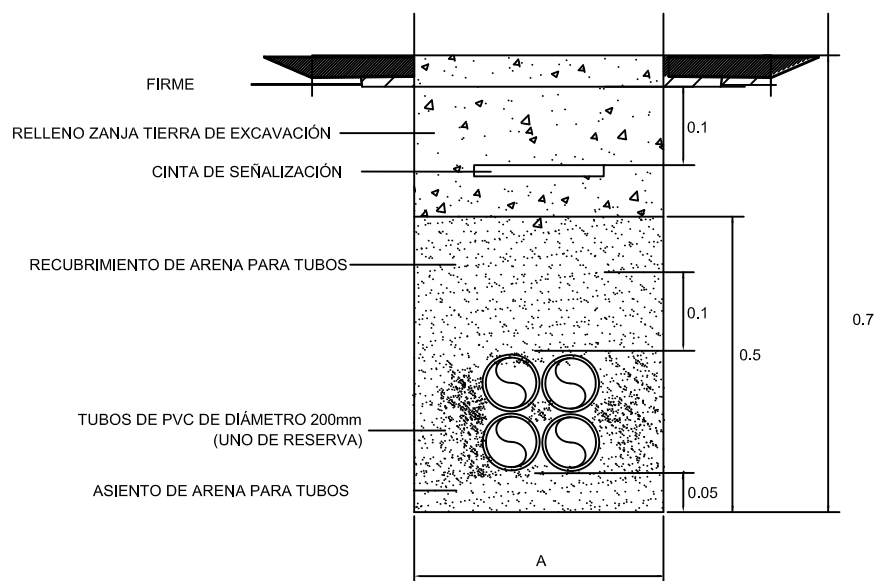 FIRME
0.1
RELLENO ZANJA TIERRA DE EXCAVACIÓN
CINTA DE SEÑALIZACIÓN
RECUBRIMIENTO DE ARENA PARA TUBOS
0.1
0.7
0.5
TUBOS DE PVC DE DIÁMETRO 200mm
(UNO DE RESERVA)
ASIENTO DE ARENA PARA TUBOS
0.05
A